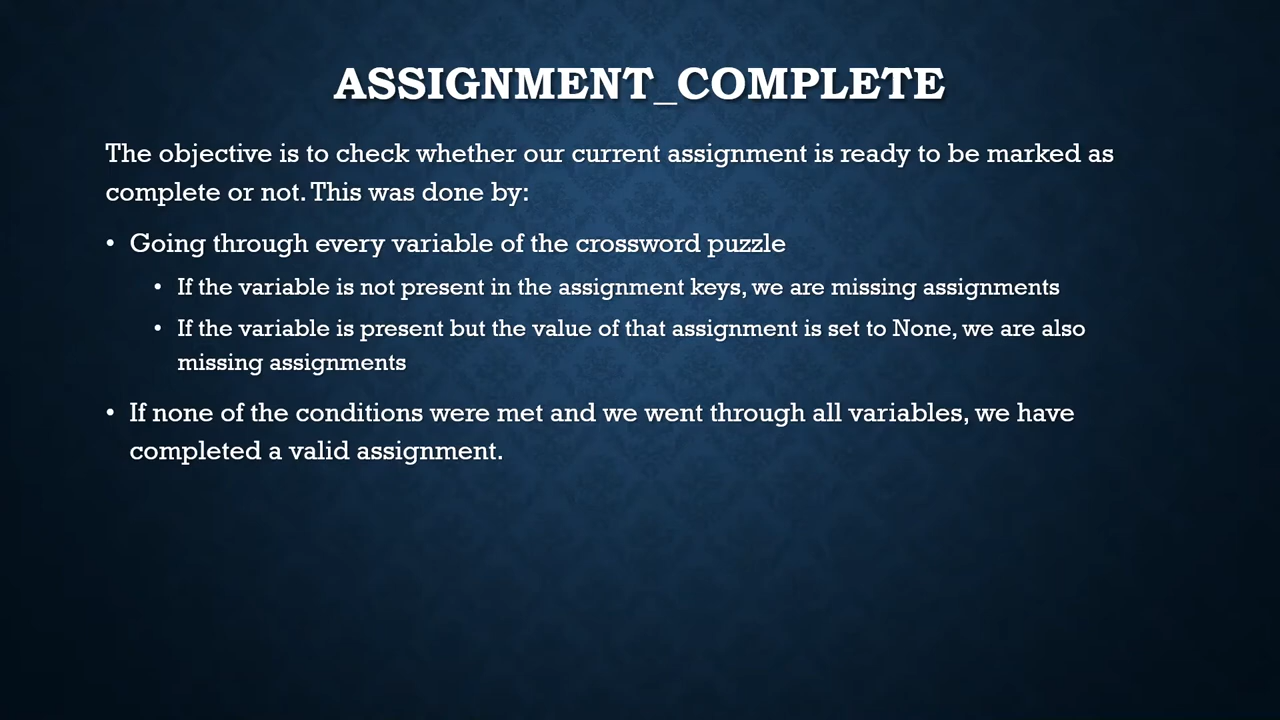 ASSIGNMENT_COMPLETE
The objective is to check whether our current assignment is ready to be marked as
complete or not. This was done by:
• Going through every variable of the crossword puzzle
• If the variable is not present in the assignment keys, we are missing assignments
• If the variable is present but the value of that assignment is set to None, we are also
missing assignments
• If none of the conditions were met and we went through all variables, we have
completed a valid assignment.